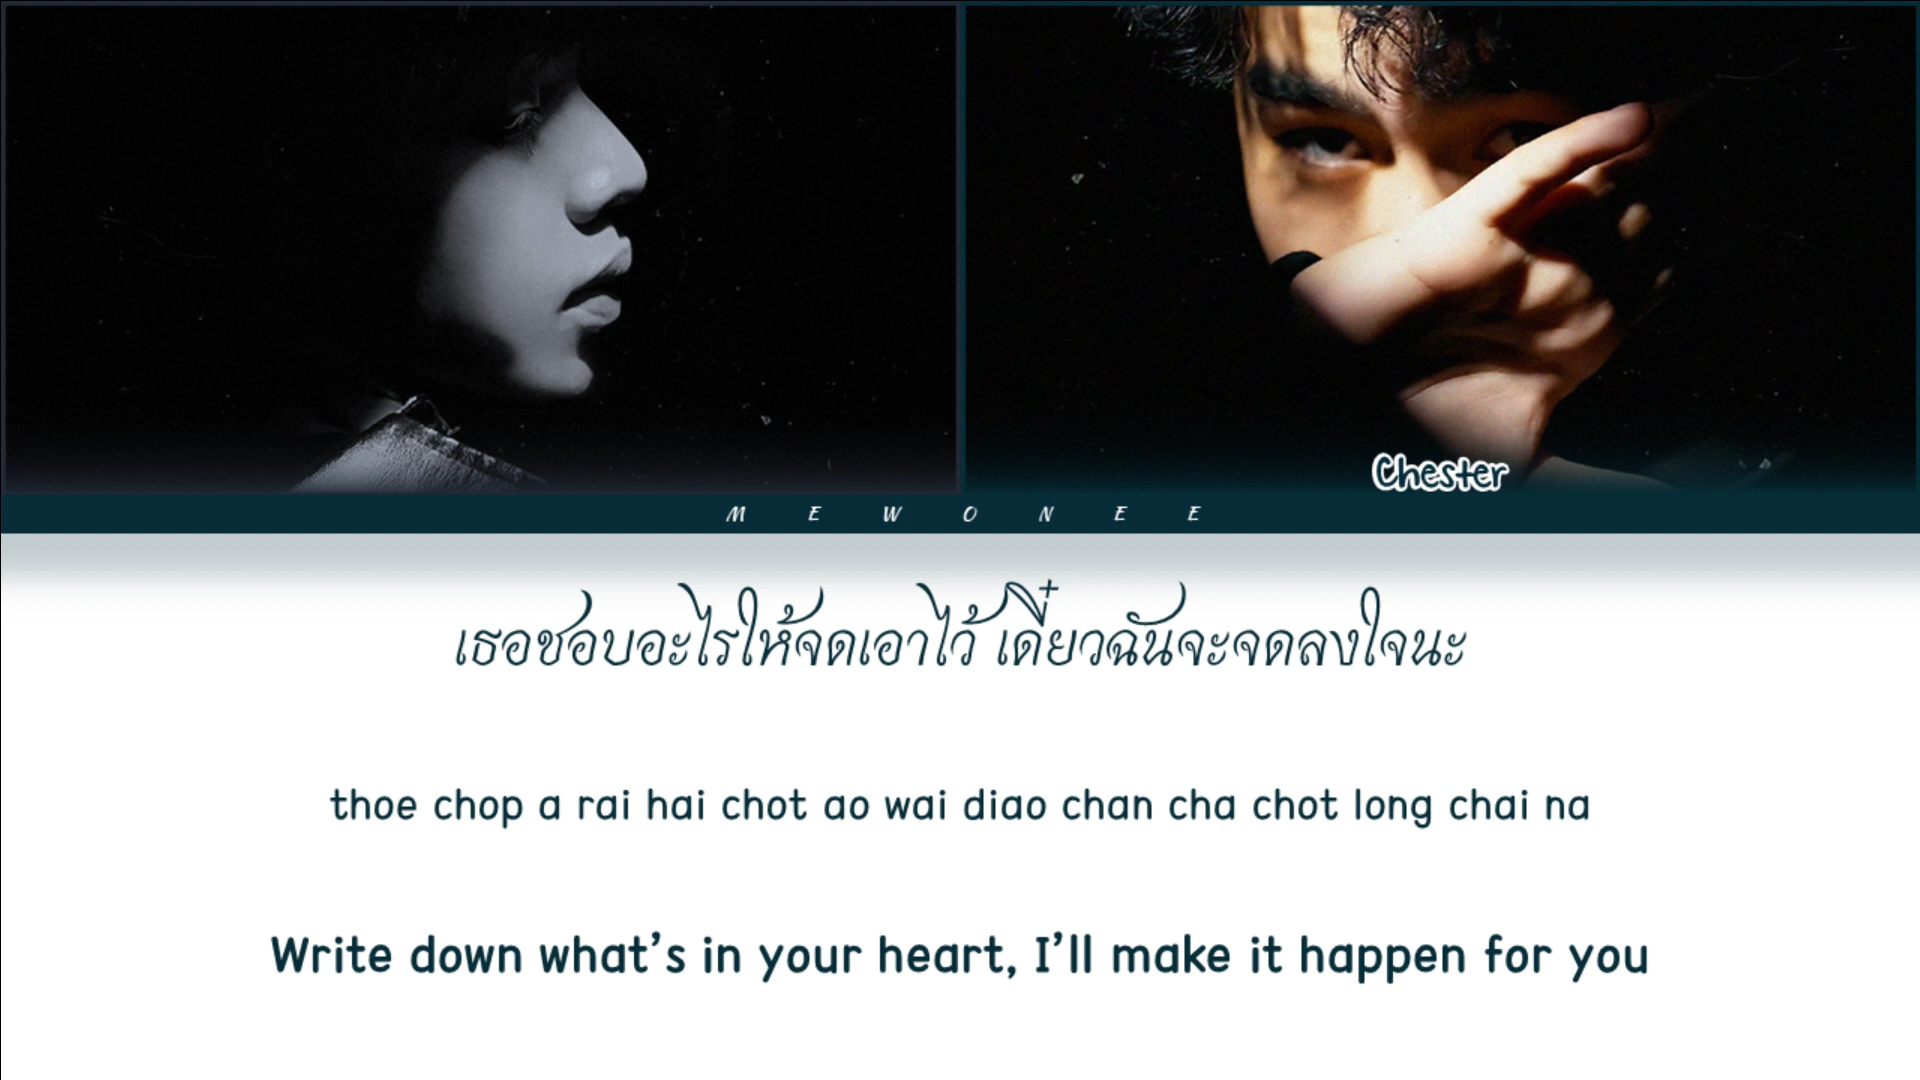 Chester
MEWONEE
เธอชอบอะไรให้จดเอาไว้ เดี๋ยวฉันจะจดลงใจนะ
thoe chop a rai hai chot ao wai diao chan cha chot long chai na
Write down what's in your heart, I'll make it happen for you